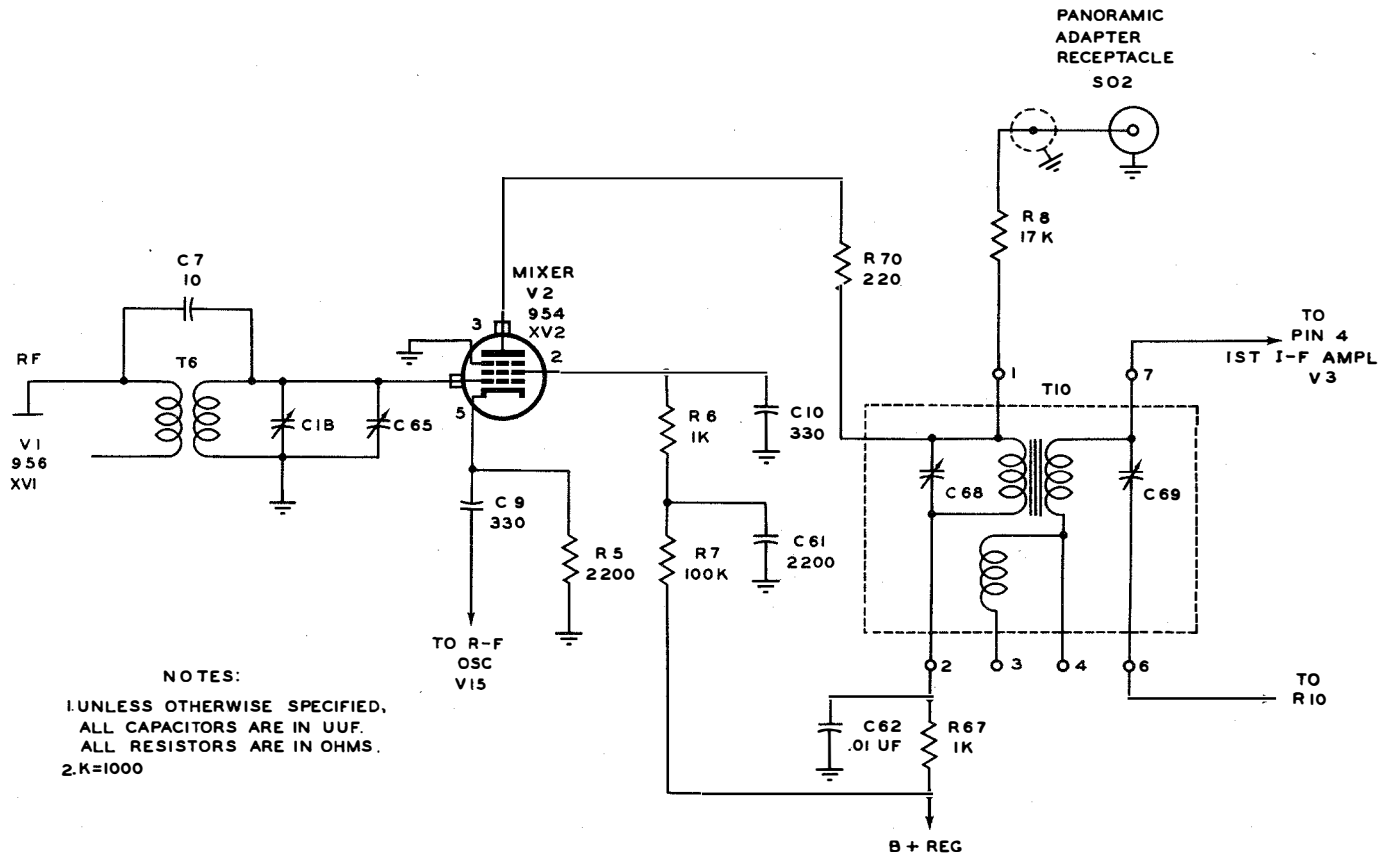 PANORAMIC
ADAPTER
RECEPTACLE
SO2
R8
17K
C7
10
MIXER
V2
954
XV2
3
2
5
R70
220
TO
PIN 4
1ST I-F AMPL
V3
RF
T6
V1
956
XV1
C1B
C65
R6
1K
C10
330
1
T10
7
C9
330
R5
2200
R7
100K
C61
2200
C68
C69
TO R-F
OSC
V15
2
3
4
6
TO
R10
C62
.01 UF
R67
1K
B+ REG
NOTES:
1. UNLESS OTHERWISE SPECIFIED,
ALL CAPACITORS ARE IN UUF.
ALL RESISTORS ARE IN OHMS.
2. K=1000